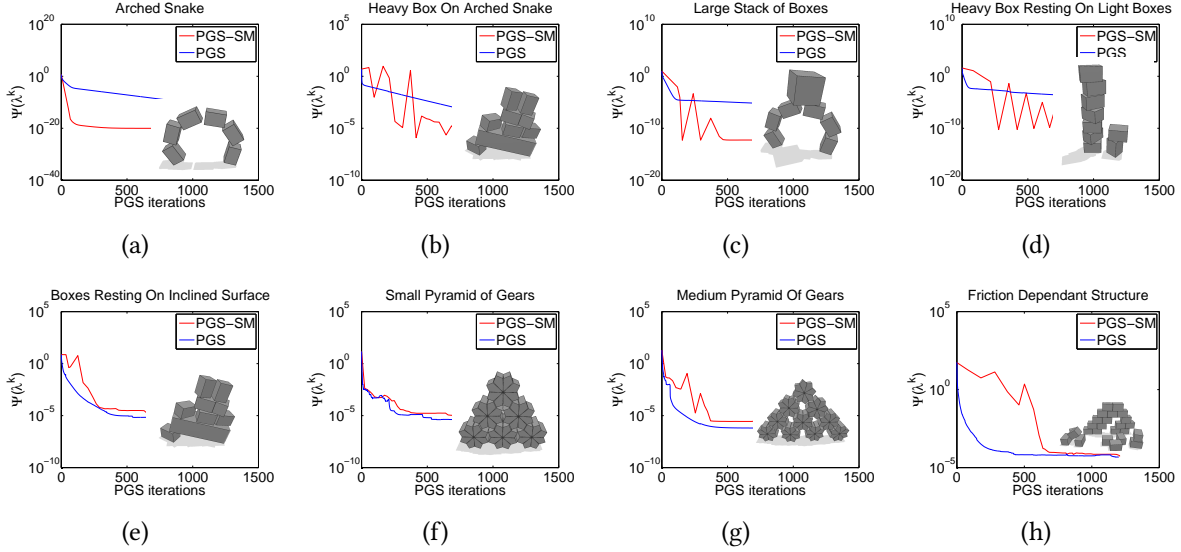 Arched Snake
10^20
10^0
10^-20
10^-40
Ψ(λ^k)
PGS-SM
PGS
0 500 1000 1500
PGS iterations
(a)
Heavy Box On Arched Snake
10^5
10^0
10^-5
10^-10
Ψ(λ^k)
PGS-SM
PGS
0 500 1000 1500
PGS iterations
(b)
Large Stack of Boxes
10^10
10^0
10^-10
10^-20
Ψ(λ^k)
PGS-SM
PGS
0 500 1000 1500
PGS iterations
(c)
Heavy Box Resting On Light Boxes
10^10
10^0
10^-10
10^-20
Ψ(λ^k)
PGS-SM
PGS
0 500 1000 1500
PGS iterations
(d)
Boxes Resting On Inclined Surface
10^5
10^0
10^-5
10^-10
Ψ(λ^k)
PGS-SM
PGS
0 500 1000 1500
PGS iterations
(e)
Small Pyramid of Gears
10^5
10^0
10^-5
10^-10
Ψ(λ^k)
PGS-SM
PGS
0 500 1000 1500
PGS iterations
(f)
Medium Pyramid Of Gears
10^5
10^0
10^-5
10^-10
Ψ(λ^k)
PGS-SM
PGS
0 500 1000 1500
PGS iterations
(g)
Friction Dependant Structure
10^5
10^0
10^-5
Ψ(λ^k)
PGS-SM
PGS
0 500 1000 1500
PGS iterations
(h)